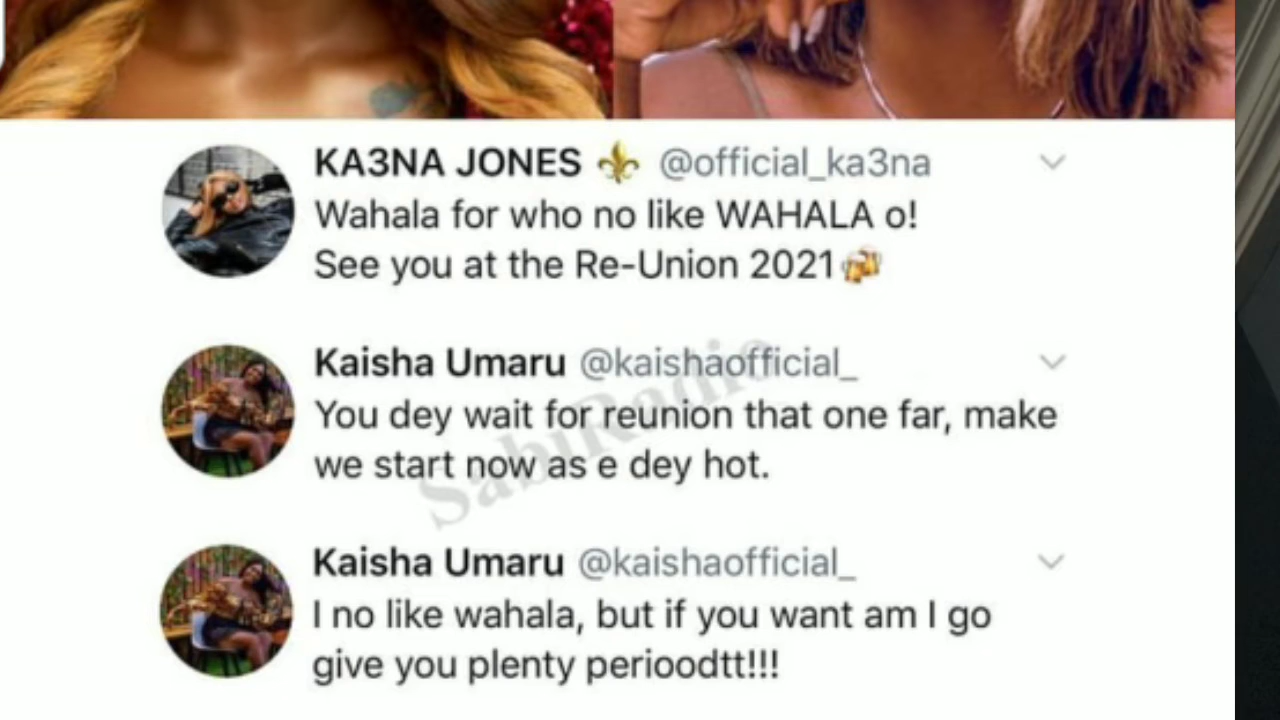 KA3NA JONES ⚜️ @official_ka3na
Wahala for who no like WAHALA o!
See you at the Re-Union 2021🍻
Kaisha Umaru @kaishaofficial_
You dey wait for reunion that one far, make
we start now as e dey hot.
SabiRadio
Kaisha Umaru @kaishaofficial_
I no like wahala, but if you want am I go
give you plenty perioodtt!!!